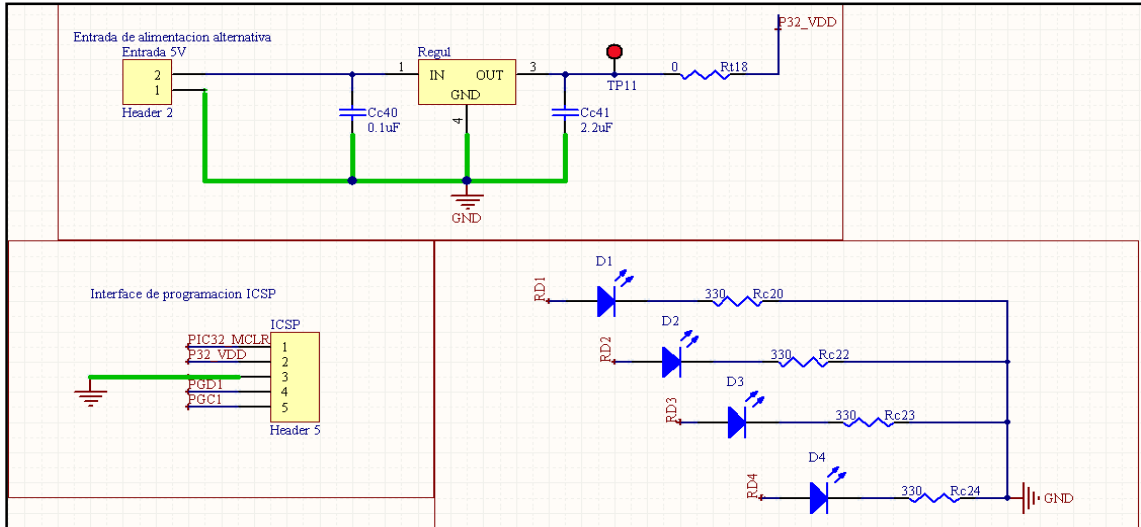 P32_VDD
Entrada de alimentacion alternativa
Entrada 5V
2
1
Header 2
Regul
1 IN OUT 3
GND
4
Cc40
0.1uF
Cc41
2.2uF
TP11
0 Rt18
GND
Interface de programacion ICSP
ICSP
PIC32_MCLR 1
P32_VDD 2
3
PGD1 4
PGC1 5
Header 5
D1
RD1 330 Rc20
D2
RD2 330 Rc22
D3
RD3 330 Rc23
D4
RD4 330 Rc24
GND